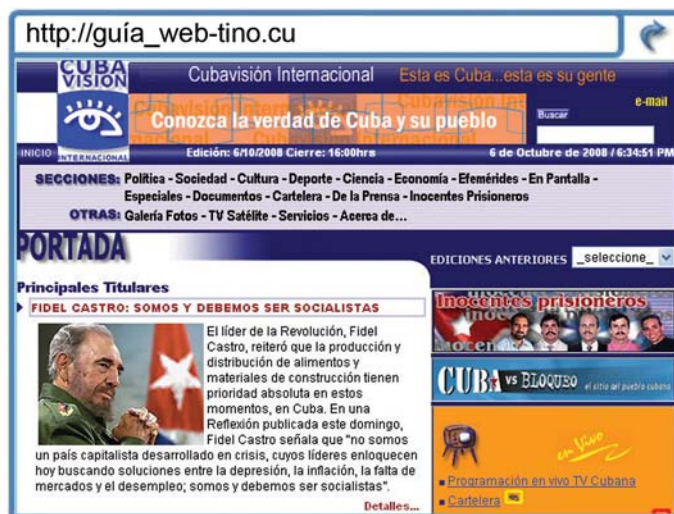 http://guía_web-tino.cu
CUBA
VISION
INTERNACIONAL
Cubavisión Internacional
Esta es Cuba...esta es su gente
Conozca la verdad de Cuba y su pueblo
e-mail
Buscar
INICIO
Edición: 6/10/2008 Cierre: 16:00hrs
6 de Octubre de 2008 / 6:34:51 PM
SECCIONES: Política - Sociedad - Cultura - Deporte - Ciencia - Economía - Efemérides - En Pantalla -
Especiales - Documentos - Cartelera - De la Prensa - Inocentes Prisioneros
OTRAS: Galería Fotos - TV Satélite - Servicios - Acerca de...
PORTADA
Principales Titulares
FIDEL CASTRO: SOMOS Y DEBEMOS SER SOCIALISTAS
El líder de la Revolución, Fidel
Castro, reiteró que la producción y
distribución de alimentos y
materiales de construcción tienen
prioridad absoluta en estos
momentos, en Cuba. En una
Reflexión publicada este domingo,
Fidel Castro señala que "no somos
un país capitalista desarrollado en crisis, cuyos líderes enloquecen
hoy buscando soluciones entre la depresión, la inflación, la falta de
mercados y el desempleo; somos y debemos ser socialistas".
Detalles...
EDICIONES ANTERIORES
_seleccione_
Inocentes prisioneros
CUBA vs BLOQUEO el sitio del pueblo cubano
en Vivo
Programación en vivo TV Cubana
Cartelera